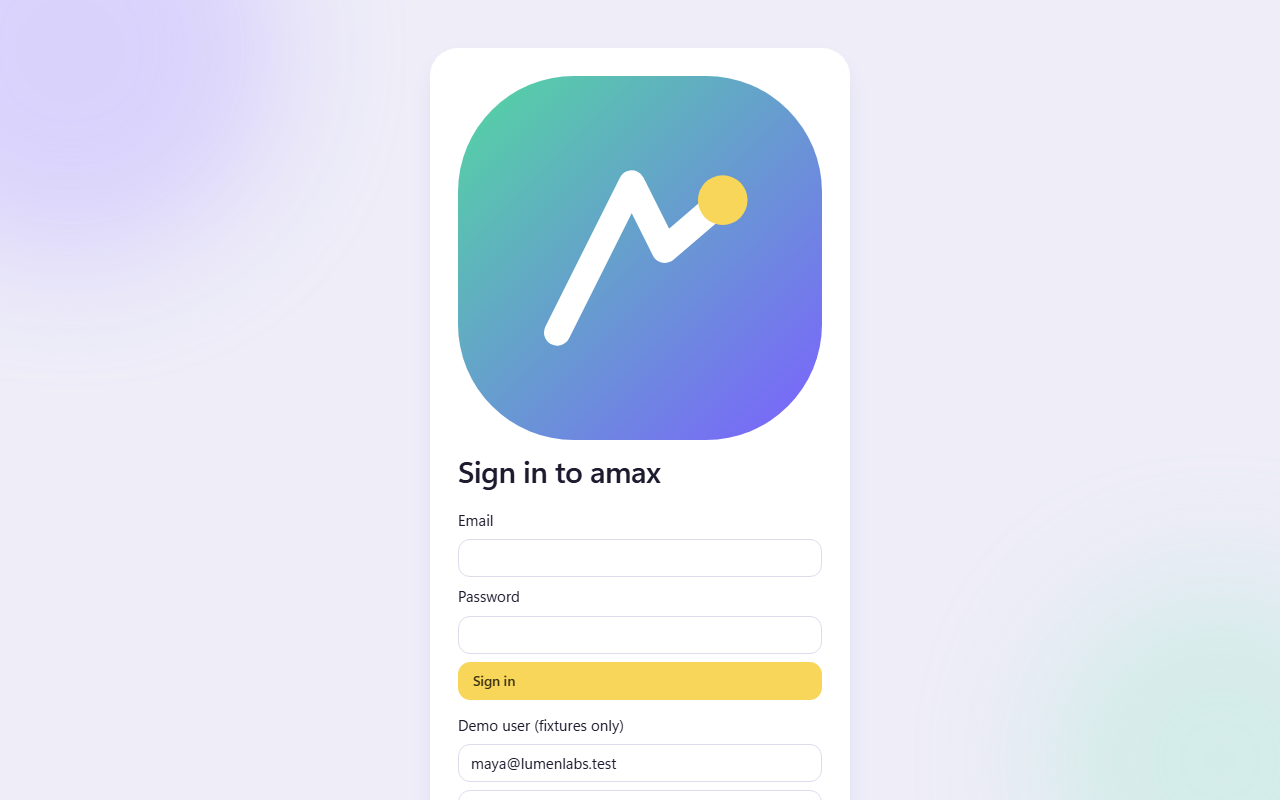 Sign in to amax
Email
Password
Sign in
Demo user (fixtures only)
maya@lumenlabs.test